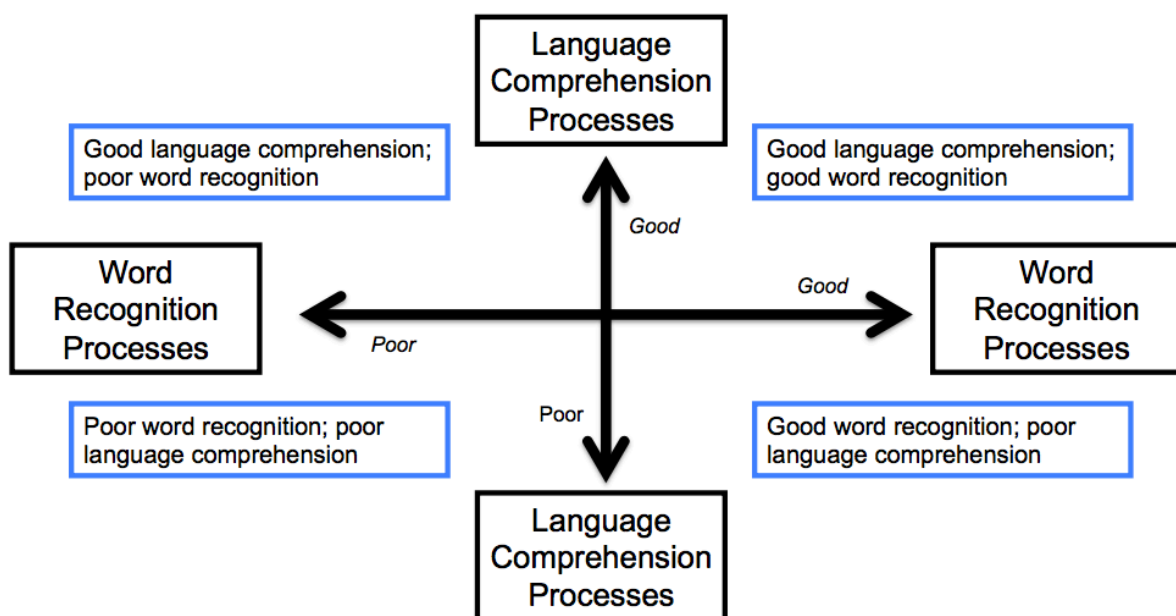 Language
Comprehension
Processes
Good language comprehension;
poor word recognition
Good language comprehension;
good word recognition
Good
Word
Recognition
Processes
Good
Word
Recognition
Processes
Poor
Poor word recognition; poor
language comprehension
Poor
Good word recognition; poor
language comprehension
Language
Comprehension
Processes